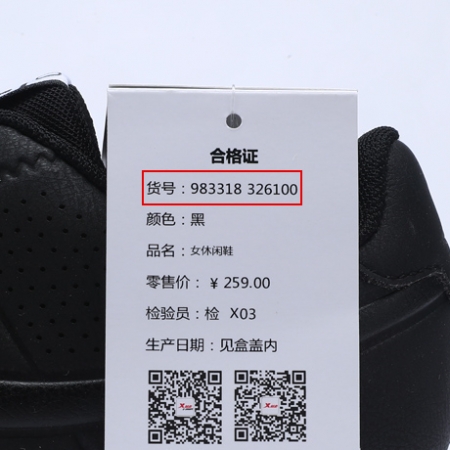 合格证
货号：983318 326100
颜色：黑
品名：女休闲鞋
零售价：￥259.00
检验员：检 X03
生产日期：见盒盖内